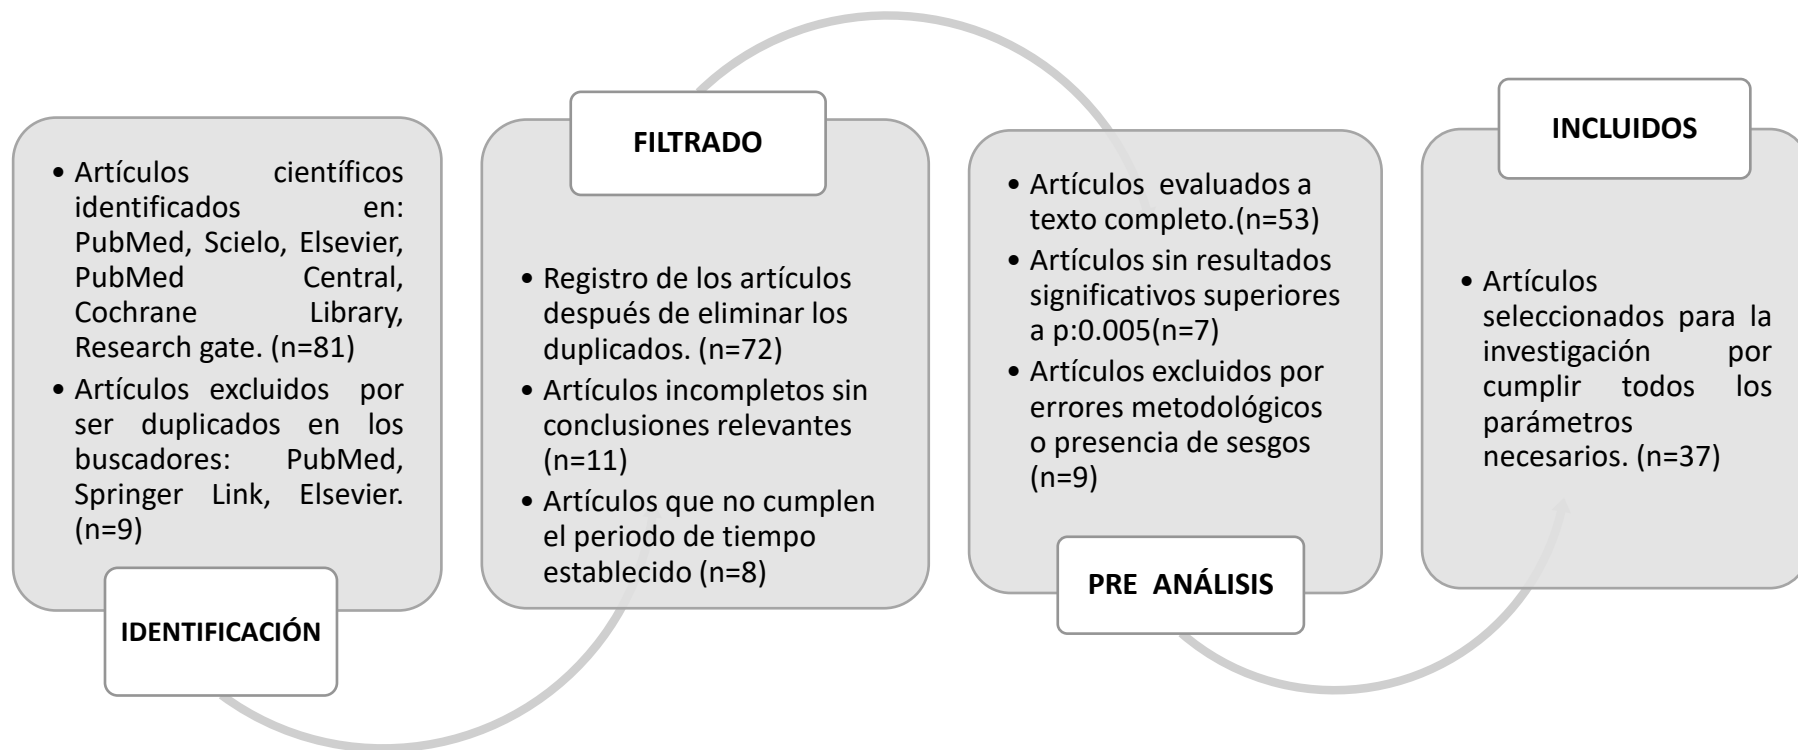 • Artículos científicos
identificados en:
PubMed, Scielo, Elsevier,
PubMed Central,
Cochrane Library,
Research gate. (n=81)
• Artículos excluidos por
ser duplicados en los
buscadores: PubMed,
Springer Link, Elsevier.
(n=9)
IDENTIFICACIÓN
FILTRADO
• Registro de los artículos
después de eliminar los
duplicados. (n=72)
• Artículos incompletos sin
conclusiones relevantes
(n=11)
• Artículos que no cumplen
el periodo de tiempo
establecido (n=8)
• Artículos evaluados a
texto completo.(n=53)
• Artículos sin resultados
significativos superiores
a p:0.005(n=7)
• Artículos excluidos por
errores metodológicos
o presencia de sesgos
(n=9)
PRE ANÁLISIS
INCLUIDOS
• Artículos
seleccionados para la
investigación por
cumplir todos los
parámetros
necesarios. (n=37)